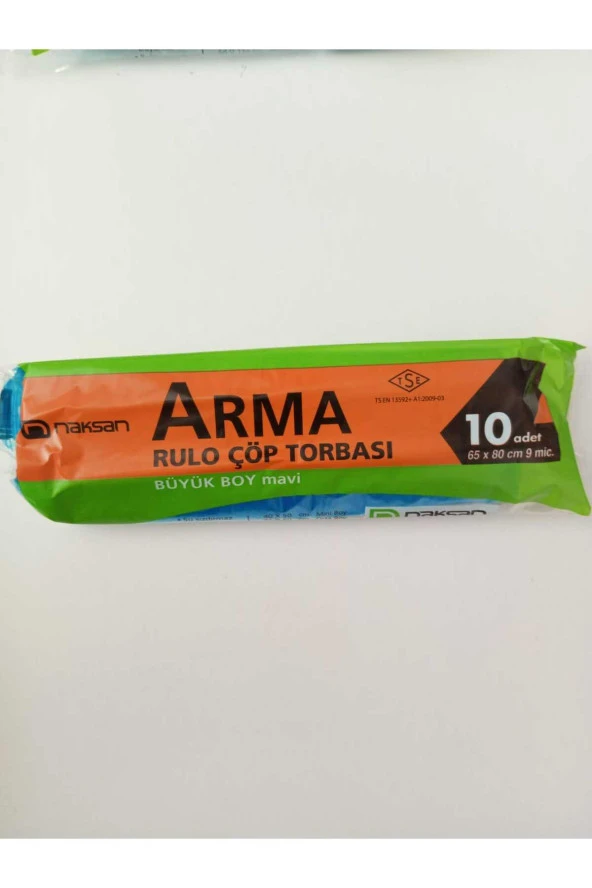 naksan
ARMA
RULO ÇÖP TORBASI
BÜYÜK BOY mavi
TSE
TS EN 13592+ A1:2009-03
10 adet
65 x 80 cm 9 mic.
naksan